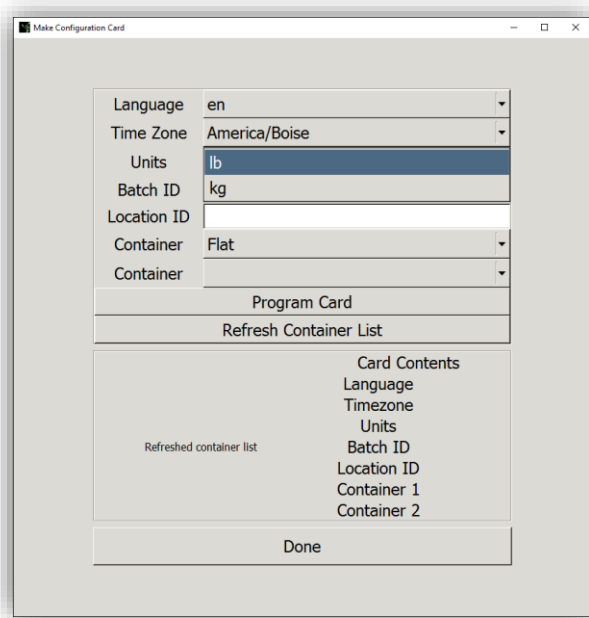 Make Configuration Card
Language en
Time Zone America/Boise
Units lb
Batch ID kg
Location ID
Container Flat
Container
Program Card
Refresh Container List
Card Contents
Language
Timezone
Units
Refreshed container list Batch ID
Location ID
Container 1
Container 2
Done